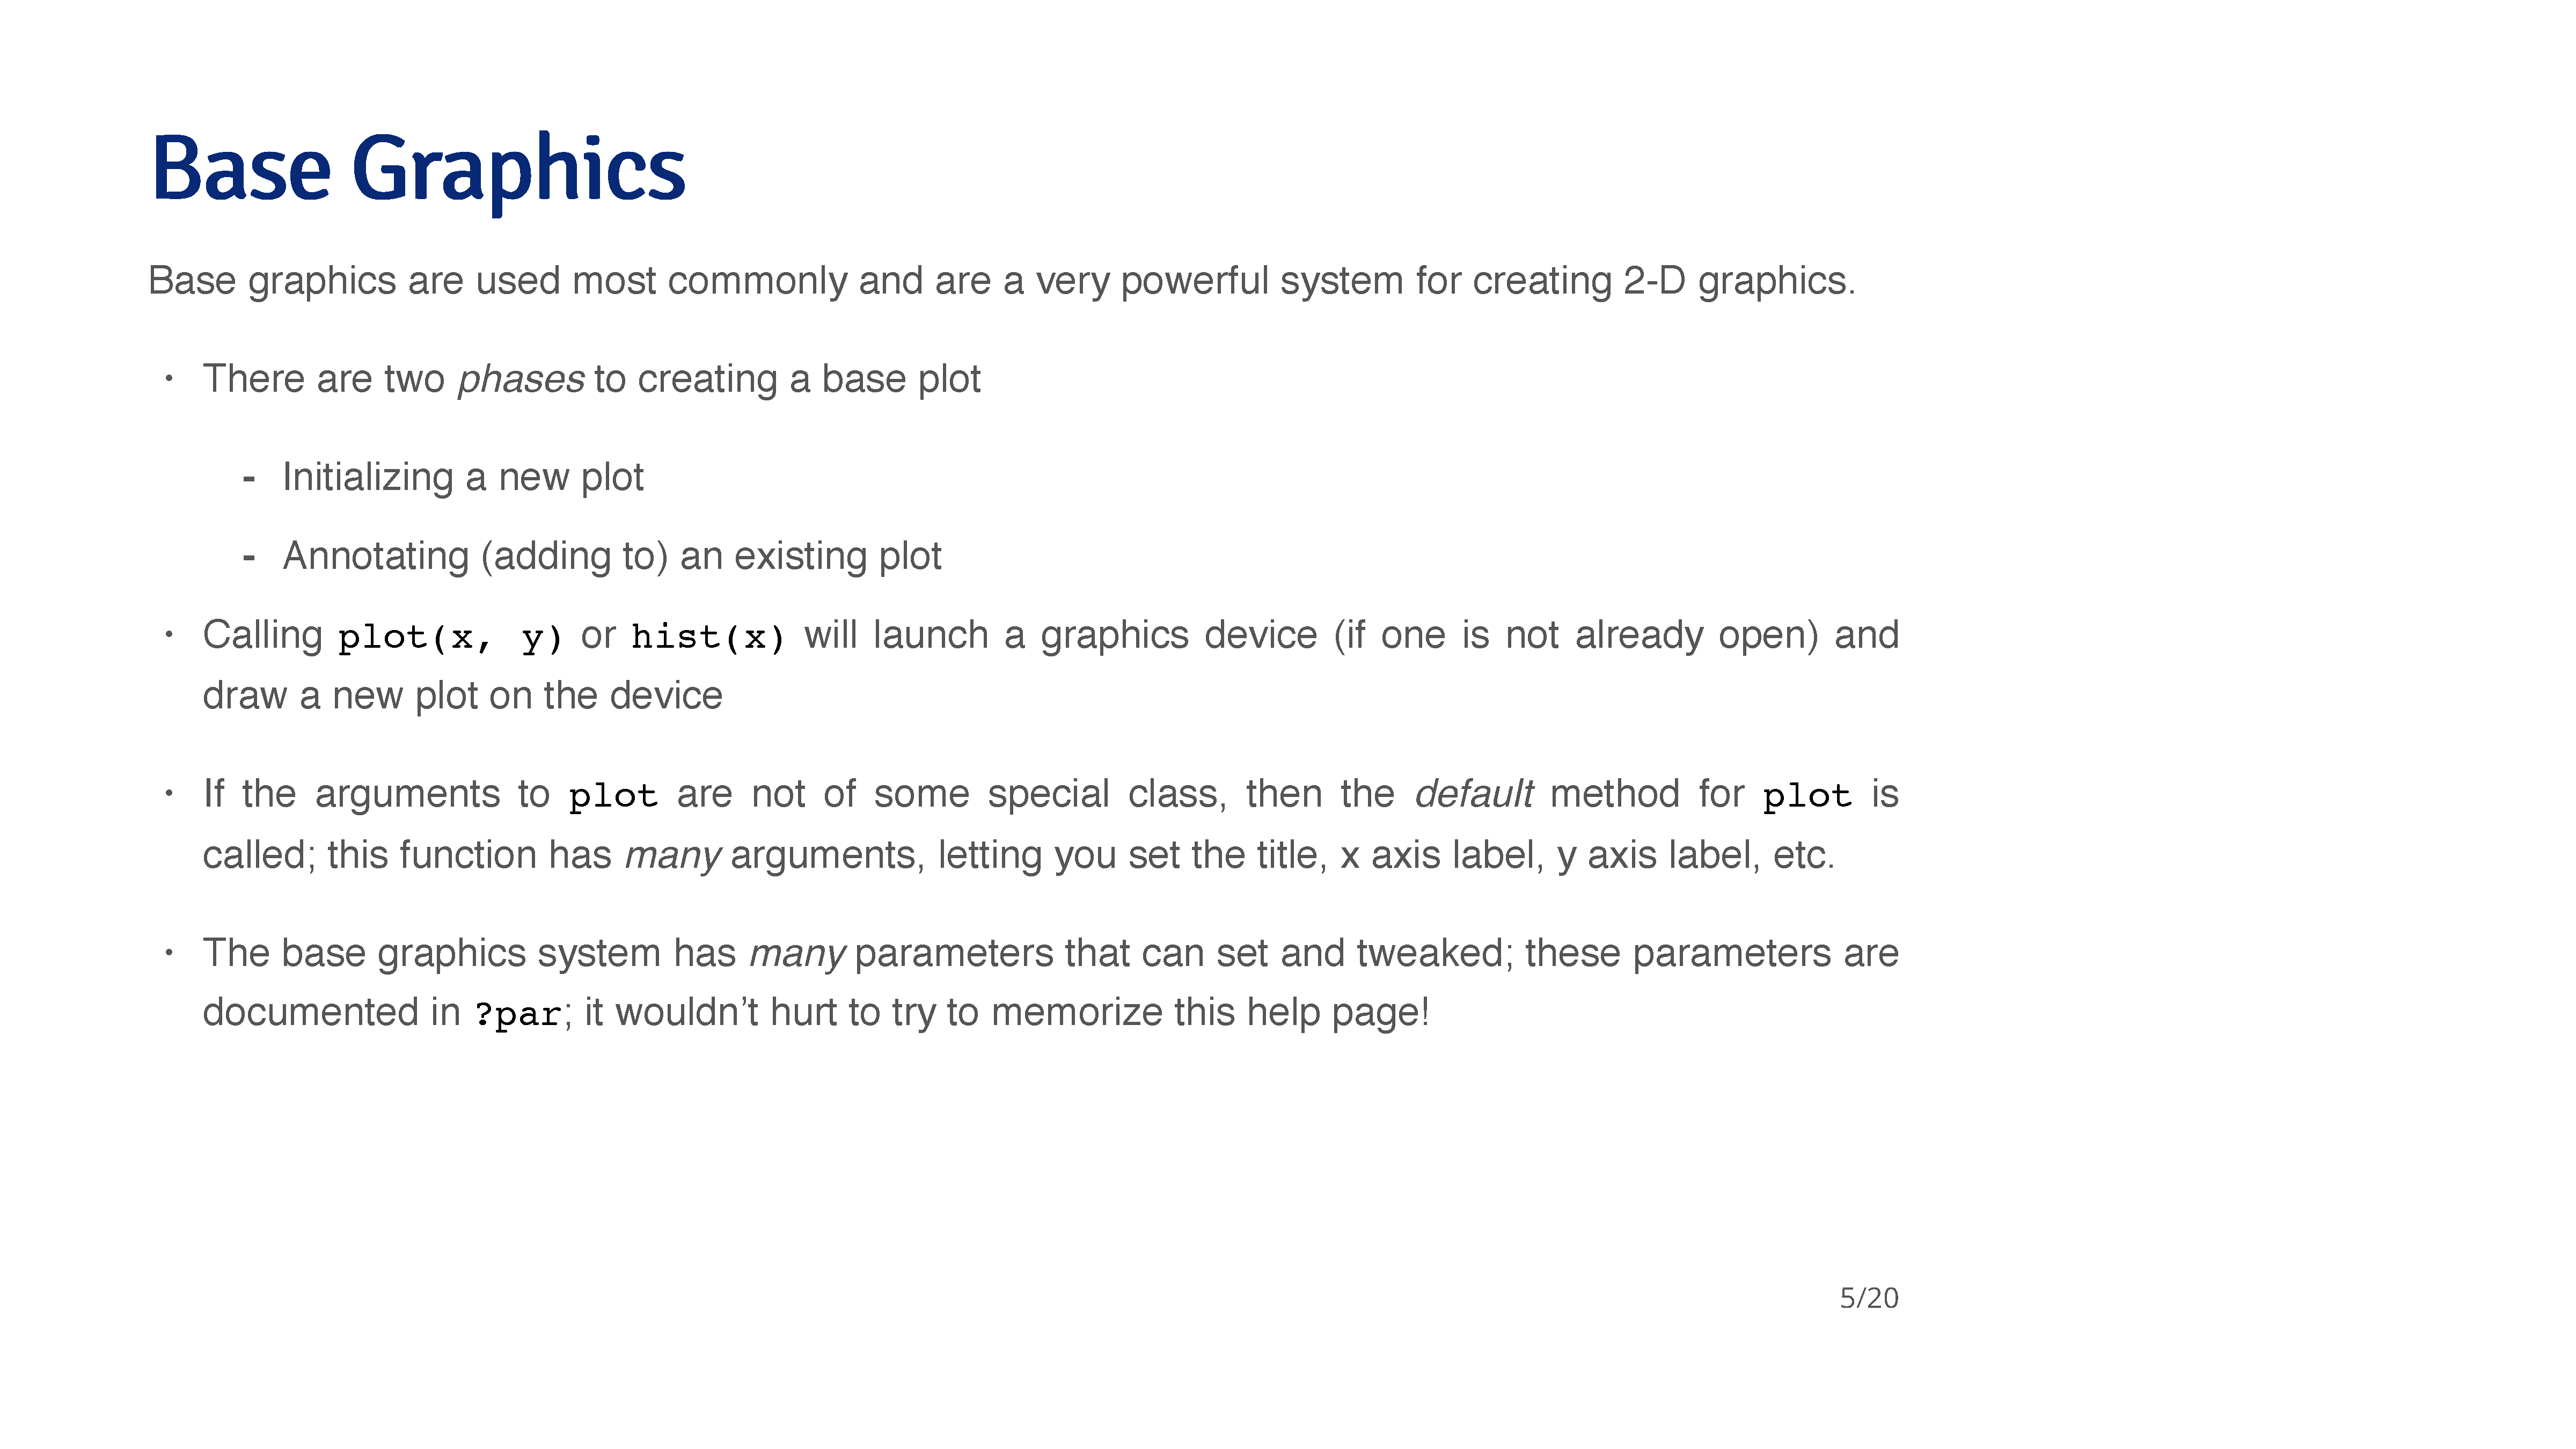 Base Graphics
Base graphics are used most commonly and are a very powerful system for creating 2-D graphics.
· There are two phases to creating a base plot
- Initializing a new plot
- Annotating (adding to) an existing plot
· Calling plot(x, y) or hist(x) will launch a graphics device (if one is not already open) and
draw a new plot on the device
· If the arguments to plot are not of some special class, then the default method for plot is
called; this function has many arguments, letting you set the title, x axis label, y axis label, etc.
· The base graphics system has many parameters that can set and tweaked; these parameters are
documented in ?par; it wouldn’t hurt to try to memorize this help page!
5/20